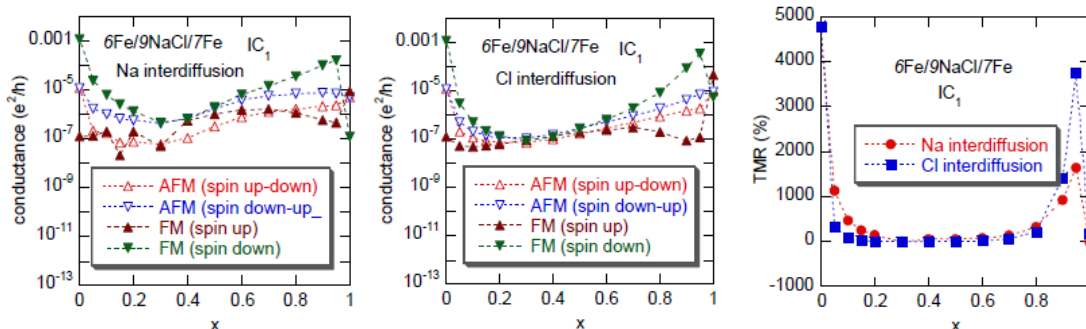 0.001
10-5
10-7
10-9
10-11
10-13
conductance (e2/h)
6Fe/9NaCl/7Fe IC1
Na interdiffusion
AFM (spin up-down)
AFM (spin down-up_
FM (spin up)
FM (spin down)
0 0.2 0.4 0.6 0.8 1
x
0.001
10-5
10-7
10-9
10-11
10-13
conductance (e2/h)
6Fe/9NaCl/7Fe IC1
Cl interdiffusion
AFM (spin up-down)
AFM (spin down-up)
FM (spin up)
FM (spin down)
0 0.2 0.4 0.6 0.8 1
x
5000
4000
3000
2000
1000
0
-1000
TMR (%)
6Fe/9NaCl/7Fe
IC1
Na interdiffusion
Cl interdiffusion
0 0.2 0.4 0.6 0.8 1
x